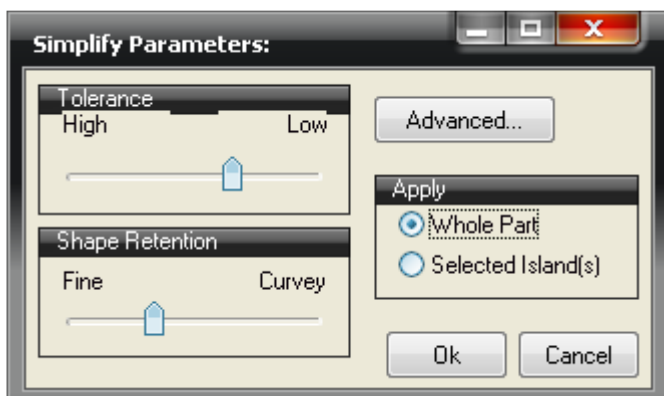 Simplify Parameters:
Tolerance
High Low
Advanced...
Apply
Whole Part
Selected Island(s)
Shape Retention
Fine Curvey
Ok Cancel